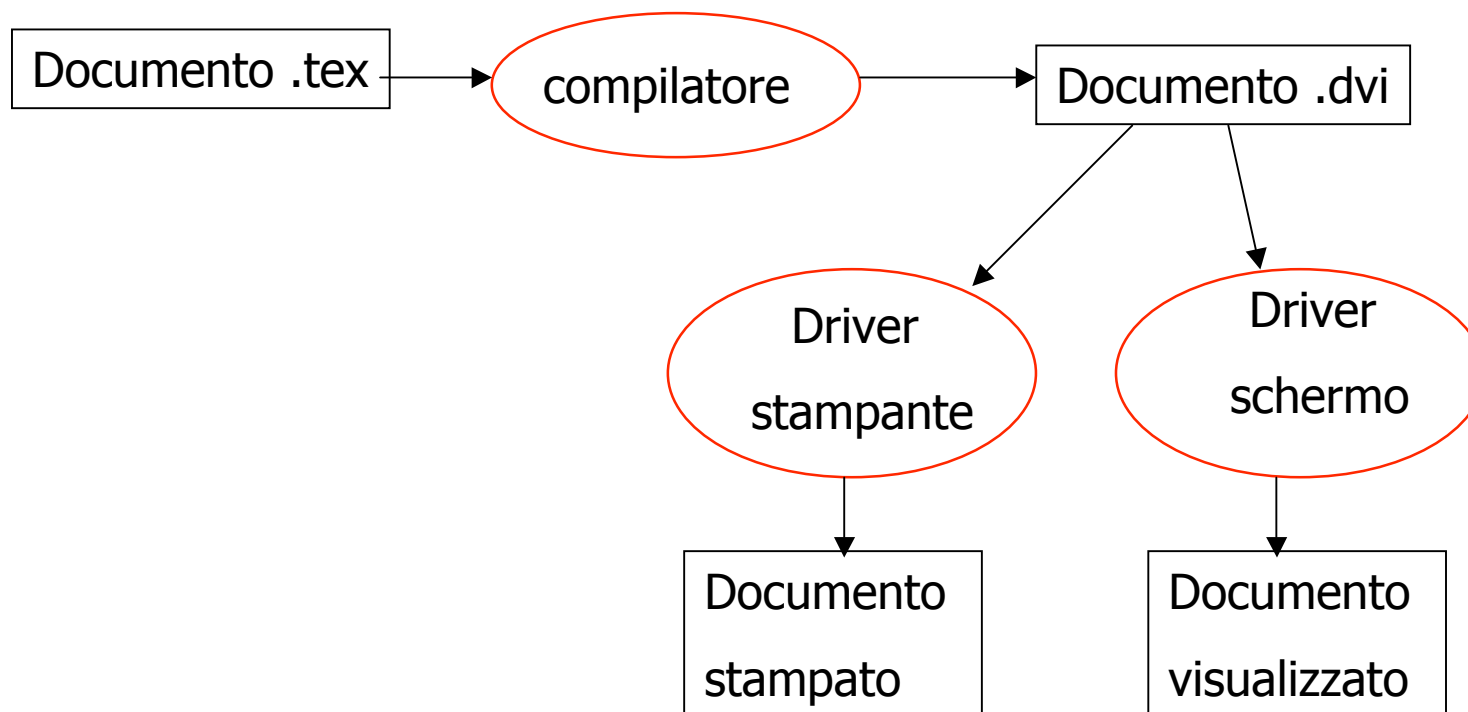 Documento .tex
compilatore
Documento .dvi
Driver
stampante
Driver
schermo
Documento
stampato
Documento
visualizzato